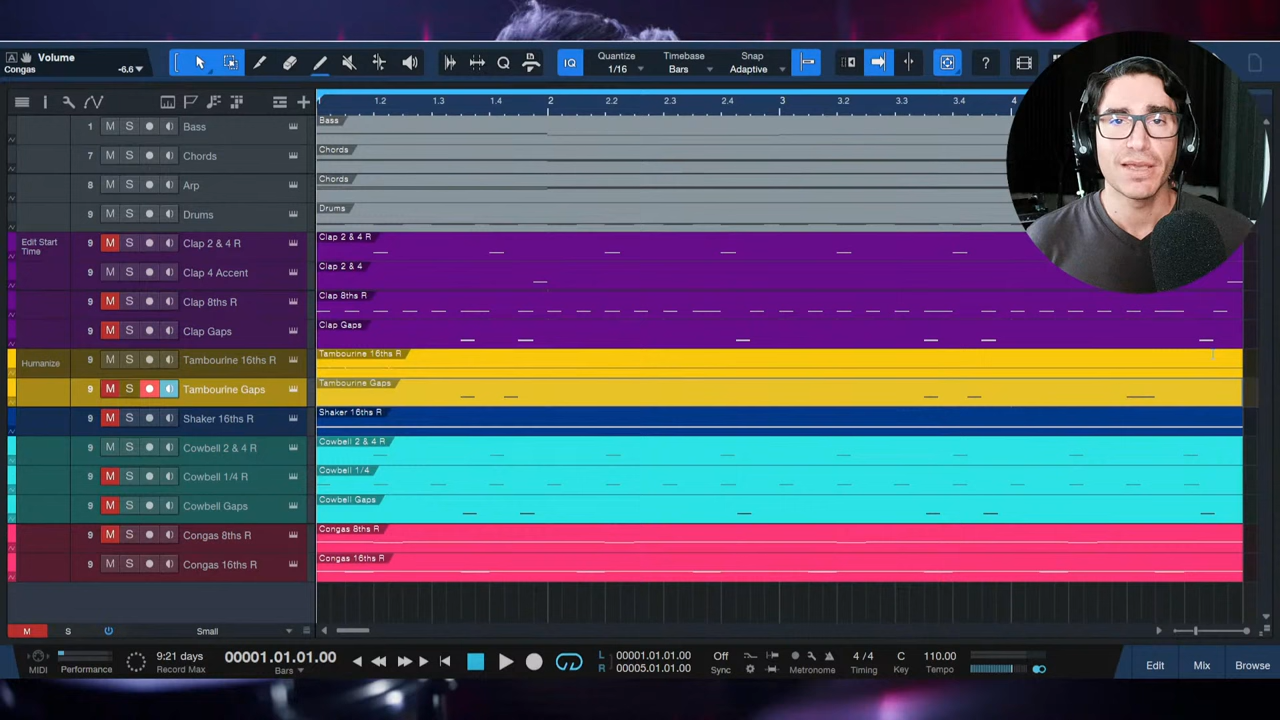 Volume
Congas -6.6
IQ
Quantize Timebase Snap
1/16 Bars Adaptive
?
1 1.2 1.3 1.4 2 2.2 2.3 2.4 3 3.2 3.3 3.4 4
1 M S Bass
7 M S Chords
8 M S Arp
9 M S Drums
Edit Start
Time
9 M S Clap 2 & 4 R
9 M S Clap 4 Accent
9 M S Clap 8ths R
9 M S Clap Gaps
Humanize
9 M S Tambourine 16ths R
9 M S Tambourine Gaps
9 M S Shaker 16ths R
9 M S Cowbell 2 & 4 R
9 M S Cowbell 1/4 R
9 M S Cowbell Gaps
9 M S Congas 8ths R
9 M S Congas 16ths R
Bass
Chords
Chords
Drums
Clap 2 & 4 R
Clap 2 & 4
Clap 8ths R
Clap Gaps
Tambourine 16ths R
Tambourine Gaps
Shaker 16ths R
Cowbell 2 & 4 R
Cowbell 1/4
Cowbell Gaps
Congas 8ths R
Congas 16ths R
M S Small
MIDI Performance
9:21 days
Record Max
00001.01.01.00
Bars
L 00001.01.01.00
R 00005.01.01.00
Off
Sync
Metronome
Timing
4 / 4
Key
C
Tempo
110.00
Edit Mix Browse